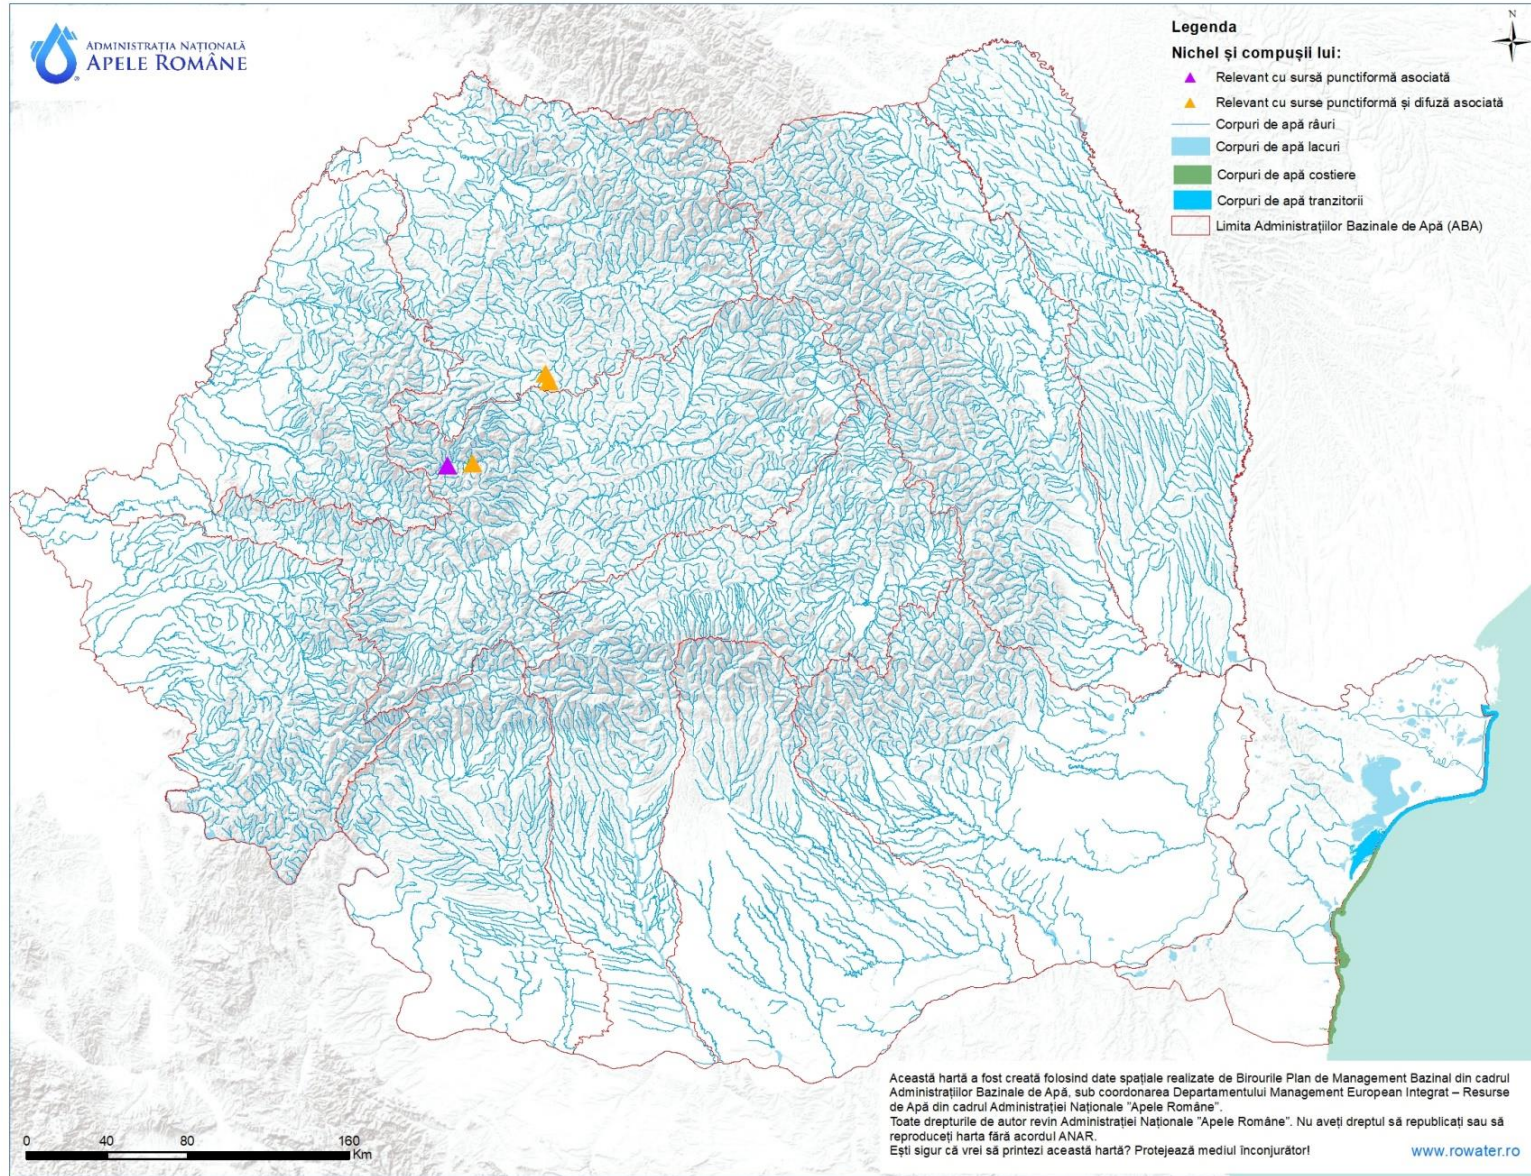 ADMINISTRAȚIA NAȚIONALĂ
APELE ROMÂNE
N
Legenda
Nichel și compușii lui:
Relevant cu sursă punctiformă asociată
Relevant cu surse punctiformă și difuză asociată
Corpuri de apă râuri
Corpuri de apă lacuri
Corpuri de apă costiere
Corpuri de apă tranzitorii
Limita Administrațiilor Bazinale de Apă (ABA)
Această hartă a fost creată folosind date spațiale realizate de Birourile Plan de Management Bazinal din cadrul
Administrațiilor Bazinale de Apă, sub coordonarea Departamentului Management European Integrat – Resurse
de Apă din cadrul Administrației Naționale "Apele Române".
Toate drepturile de autor revin Administrației Naționale "Apele Române". Nu aveți dreptul să republicați sau să
reproduceți harta fără acordul ANAR.
Ești sigur că vrei să printezi această hartă? Protejează mediul înconjurător!
www.rowater.ro
0 40 80 160
Km